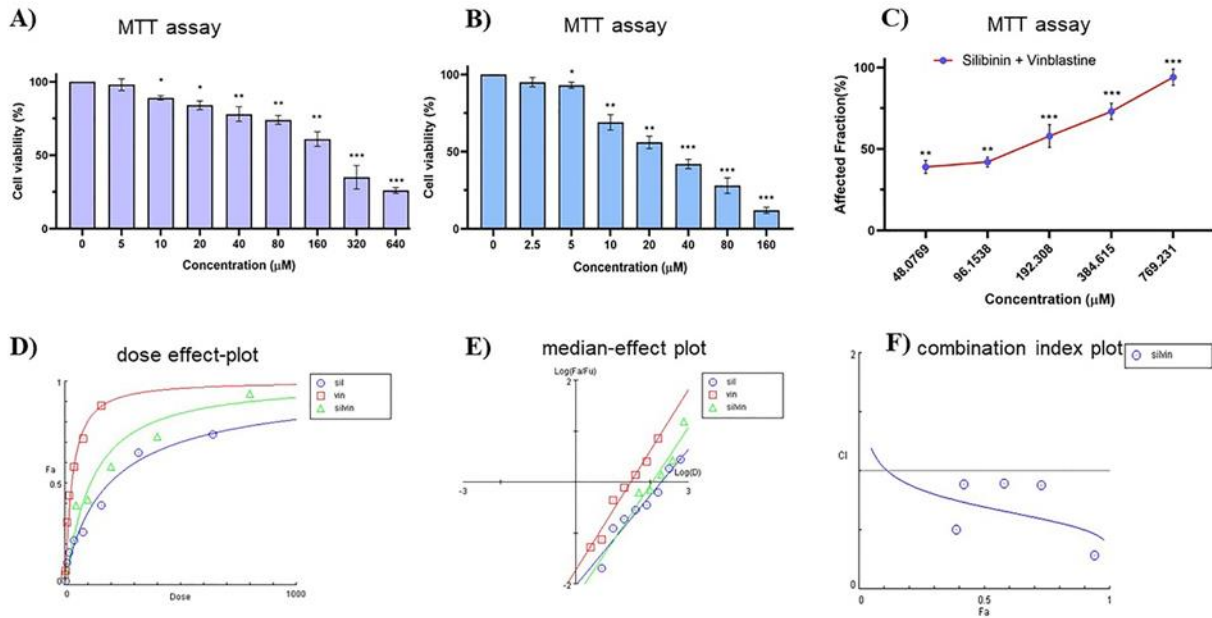 A)
MTT assay
Cell viability (%)
100
75
50
25
0
* * ** ** ** *** ***
0 5 10 20 40 80 160 320 640
Concentration (μM)
B)
MTT assay
Cell viability (%)
100
75
50
25
0
* ** ** *** *** ***
0 2.5 5 10 20 40 80 160
Concentration (μM)
C)
MTT assay
Silibinin + Vinblastine
Affected Fraction(%)
100
50
0
** ** *** *** ***
48.0769 96.1538 192.308 384.615 769.231
Concentration (μM)
D)
dose effect-plot
1
Fa
0.5
0
0 1000
Dose
sil
vin
silvin
E)
median-effect plot
Log(Fa/Fu)
2
-3
Log(D)
3
-2
sil
vin
silvin
F)
combination index plot
silvin
2
CI
1
0
0 0.5 1
Fa